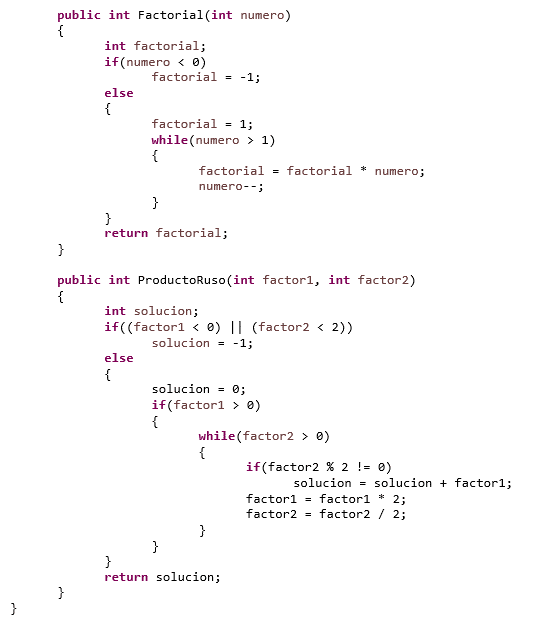 public int Factorial(int numero)
{
int factorial;
if(numero < 0)
factorial = -1;
else
{
factorial = 1;
while(numero > 1)
{
factorial = factorial * numero;
numero--;
}
}
return factorial;
}
public int ProductoRuso(int factor1, int factor2)
{
int solucion;
if((factor1 < 0) || (factor2 < 2))
solucion = -1;
else
{
solucion = 0;
if(factor1 > 0)
{
while(factor2 > 0)
{
if(factor2 % 2 != 0)
solucion = solucion + factor1;
factor1 = factor1 * 2;
factor2 = factor2 / 2;
}
}
}
return solucion;
}
}